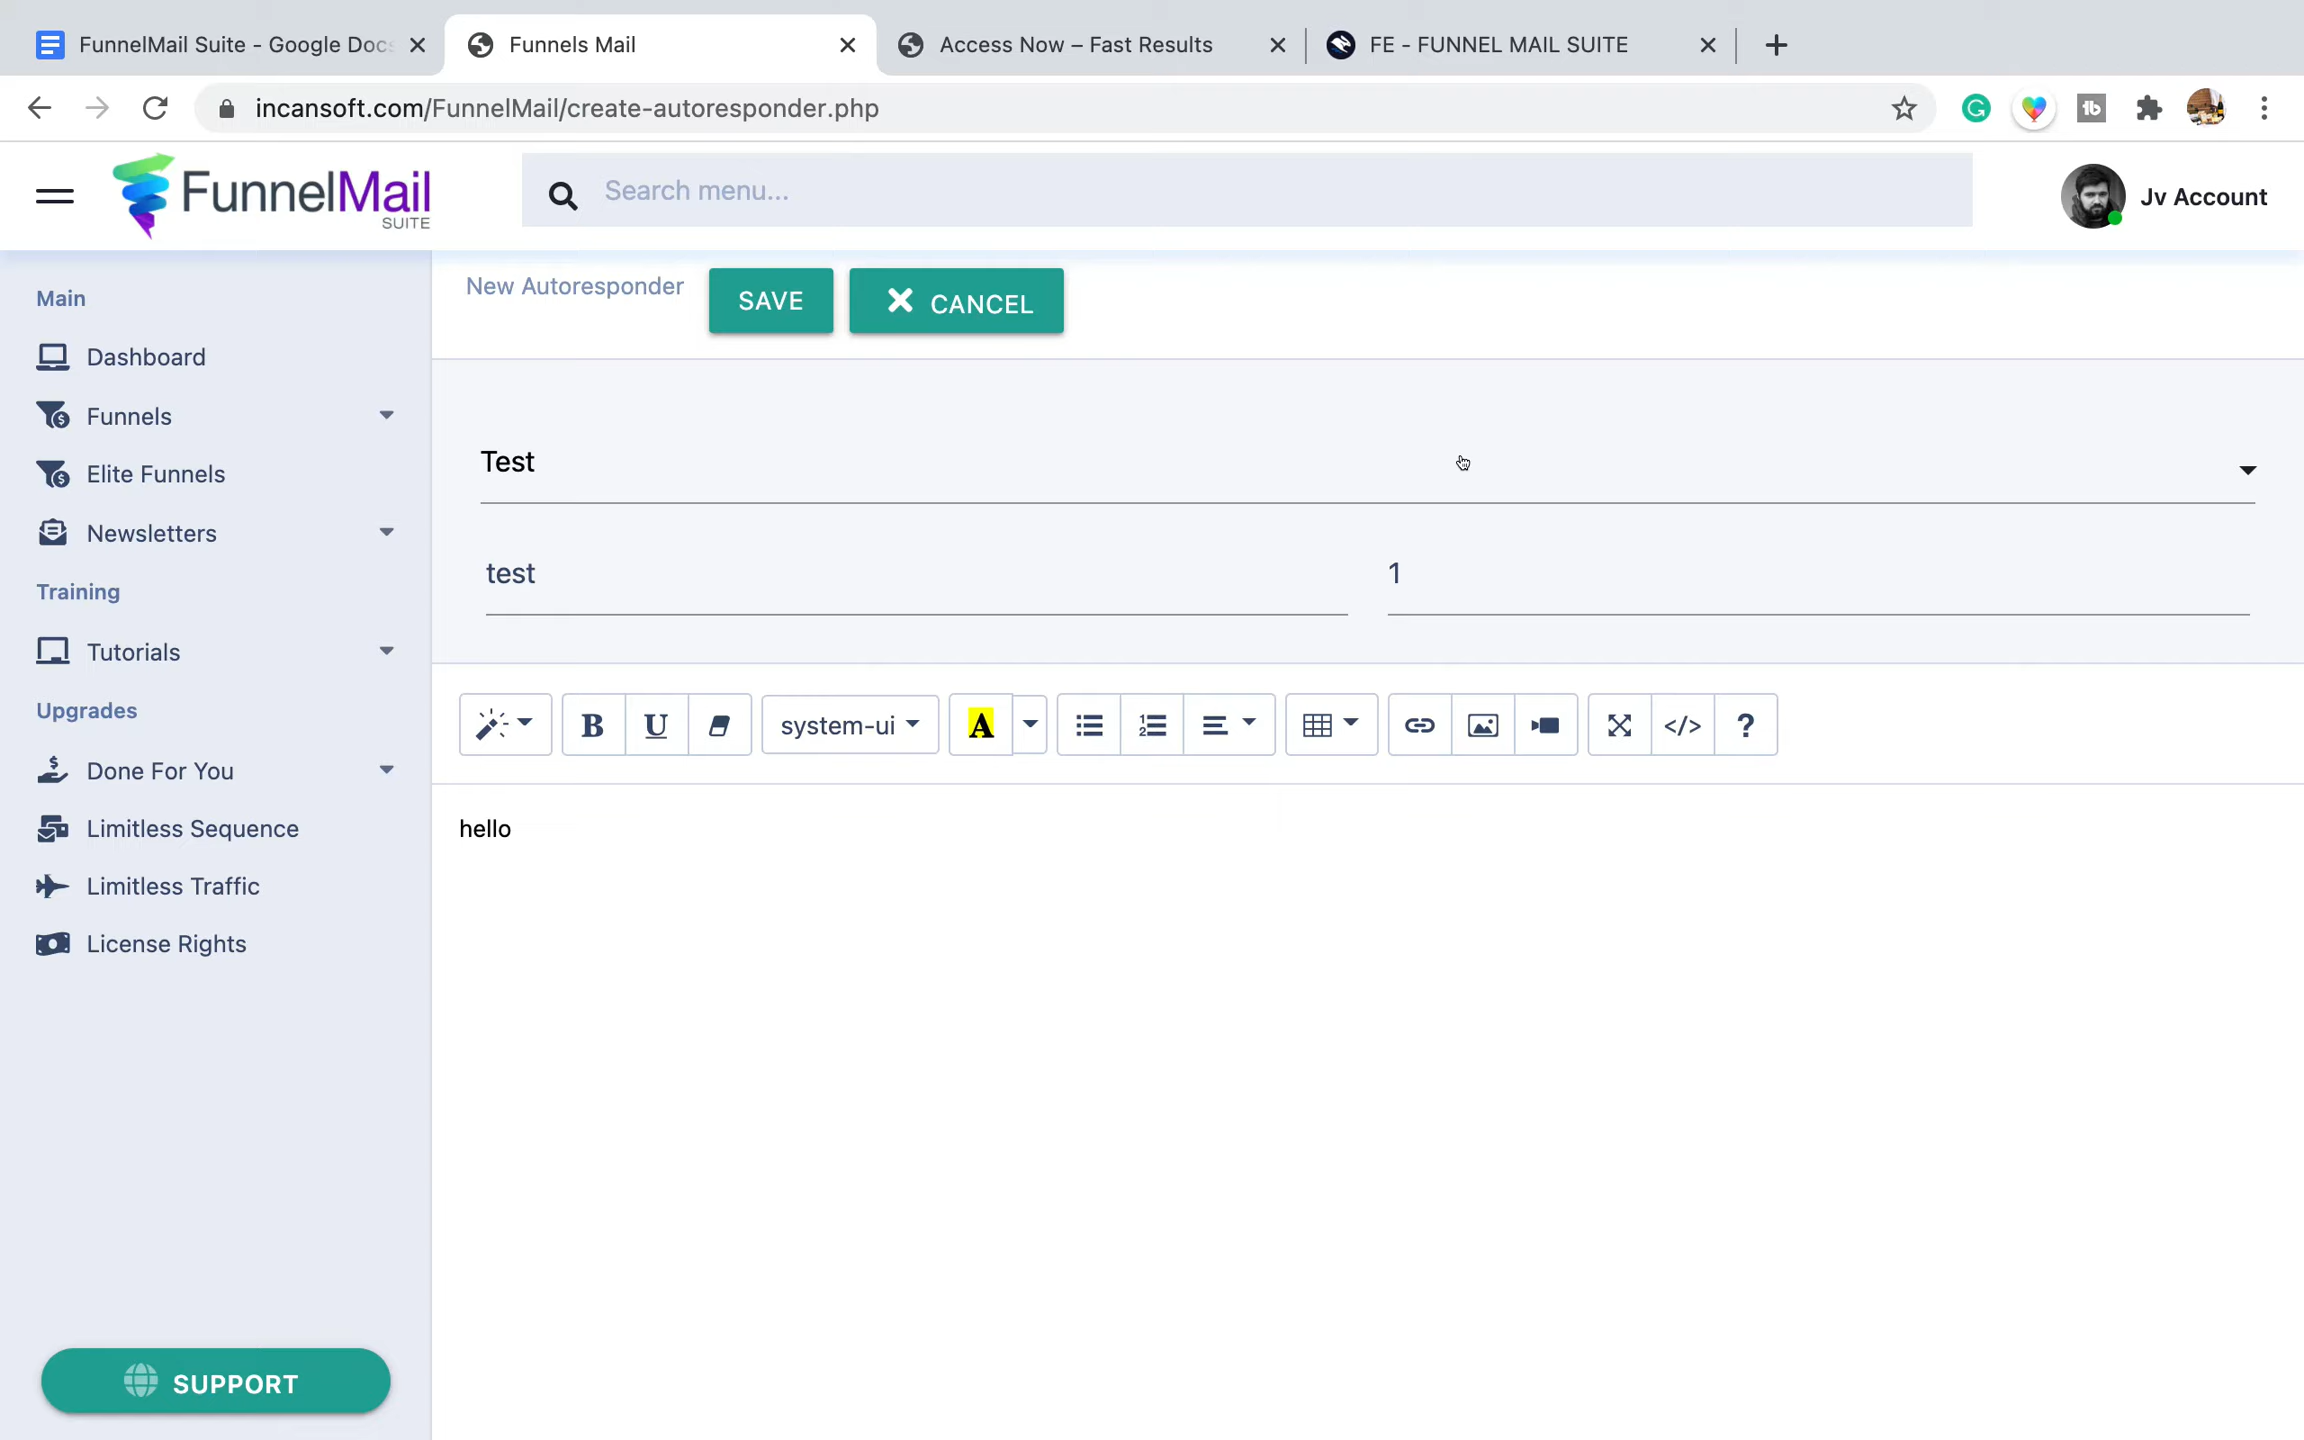 FunnelMail Suite - Google Docs
Funnels Mail
Access Now – Fast Results
FE - FUNNEL MAIL SUITE
incansoft.com/FunnelMail/create-autoresponder.php
FunnelMail
SUITE
Search menu...
Jv Account
Main
Dashboard
Funnels
Elite Funnels
Newsletters
Training
Tutorials
Upgrades
Done For You
Limitless Sequence
Limitless Traffic
License Rights
SUPPORT
New Autoresponder
SAVE
CANCEL
Test
test
1
B U system-ui A </> ?
hello